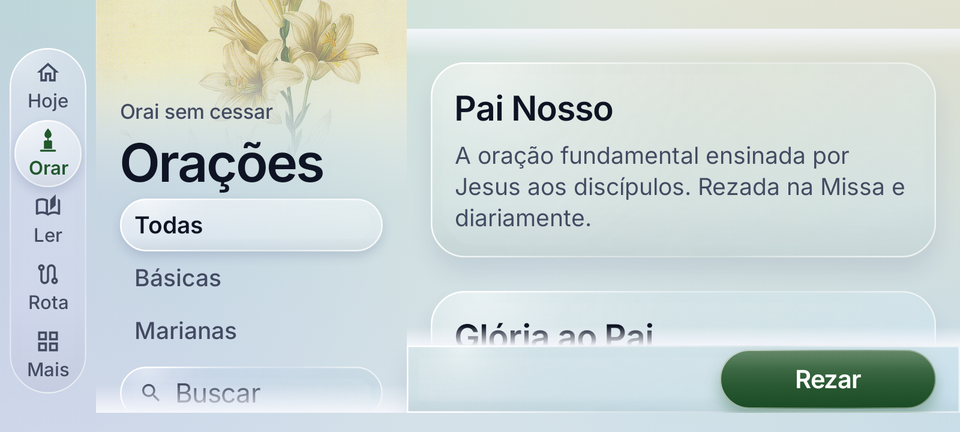 Hoje
Orar
Ler
Rota
Mais
Orai sem cessar
Orações
Todas
Básicas
Marianas
Buscar
Pai Nosso
A oração fundamental ensinada por
Jesus aos discípulos. Rezada na Missa e
diariamente.
Glória ao Pai
Rezar